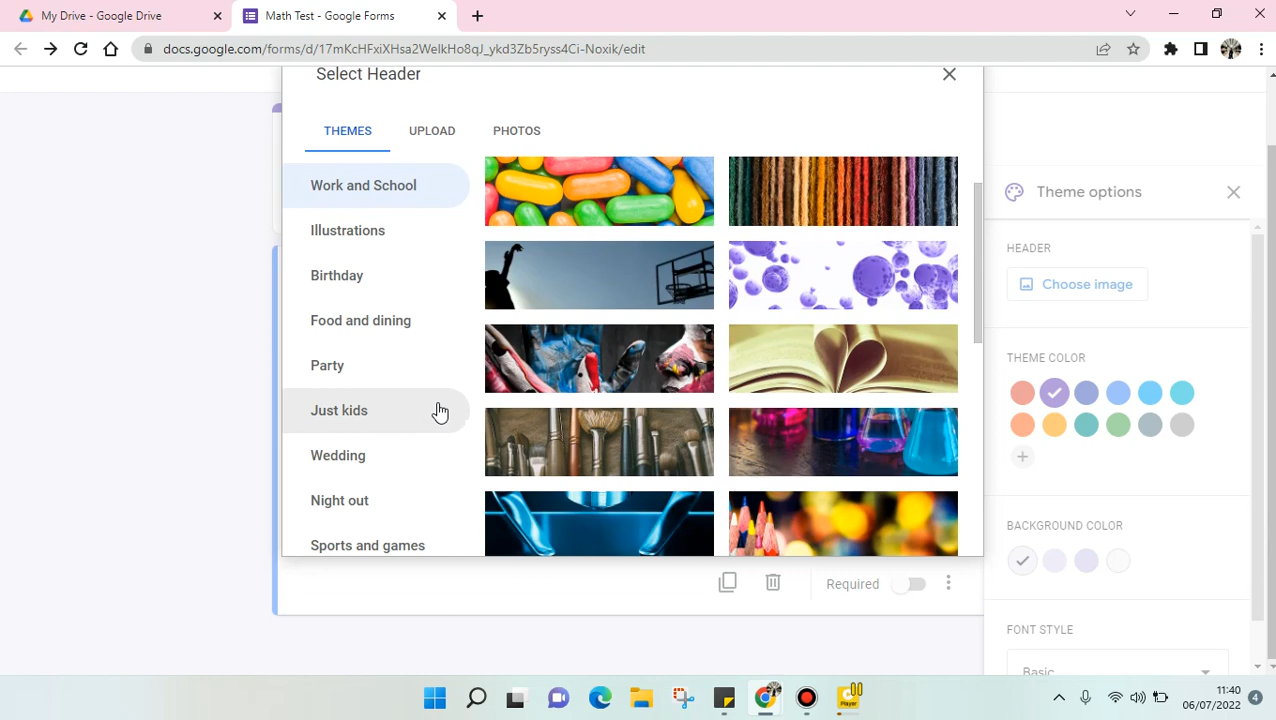 My Drive - Google Drive
Math Test - Google Forms
docs.google.com/forms/d/17mKcHFxiXHsa2WelkHo8qJ_ykd3Zb5ryss4Ci-Noxik/edit
Select Header
THEMES UPLOAD PHOTOS
Work and School
Illustrations
Birthday
Food and dining
Party
Just kids
Wedding
Night out
Sports and games
Theme options
HEADER
Choose image
THEME COLOR
BACKGROUND COLOR
FONT STYLE
Basic
Required
Player
11:40
06/07/2022
4